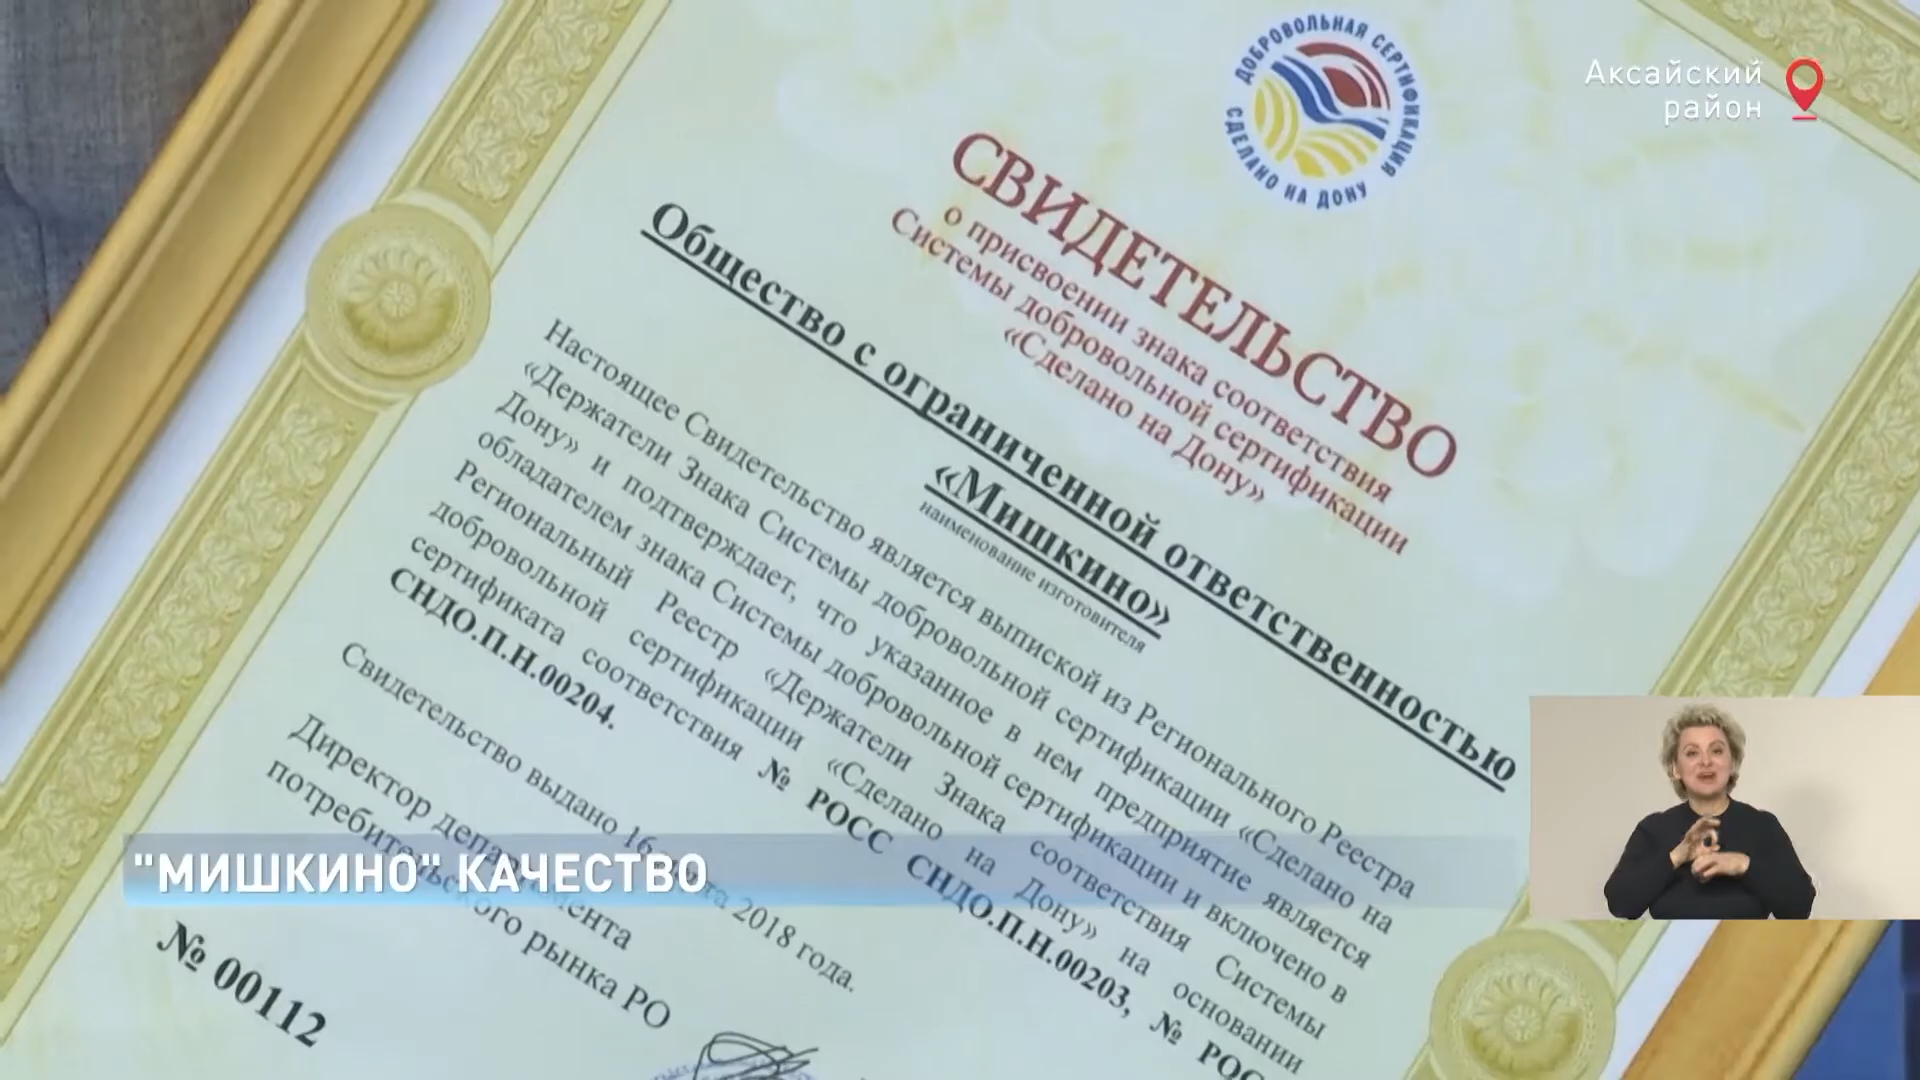 ДОБРОВОЛЬНАЯ СЕРТИФИКАЦИЯ
СДЕЛАНО НА ДОНУ
Аксайский
район
СВИДЕТЕЛЬСТВО
о присвоении знака соответствия
Системы добровольной сертификации
«Сделано на Дону»
Общество с ограниченной ответственностью
«Мишкино»
наименование изготовителя
Настоящее Свидетельство является выпиской из Регионального Реестра
«Держатели Знака Системы добровольной сертификации «Сделано на
Дону» и подтверждает, что указанное в нем предприятие является
обладателем знака Системы добровольной сертификации и включено в
Региональный Реестр «Держатели Знака соответствия Системы
добровольной сертификации «Сделано на Дону» на основании
сертификата соответствия № РОСС СНДО.П.Н.00203, № РОСС
СНДО.П.Н.00204.
Свидетельство выдано 16 2018 года.
Директор департамента
потребительского рынка РО
№ 00112
"МИШКИНО" КАЧЕСТВО